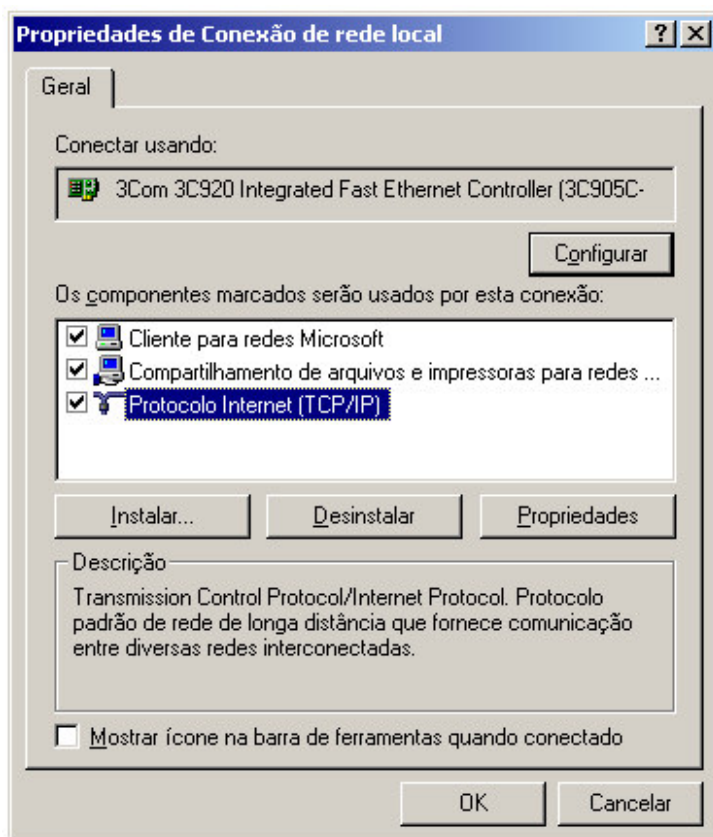 Propriedades de Conexão de rede local
Geral
Conectar usando:
3Com 3C920 Integrated Fast Ethernet Controller (3C905C-
Configurar
Os componentes marcados serão usados por esta conexão:
Cliente para redes Microsoft
Compartilhamento de arquivos e impressoras para redes ...
Protocolo Internet (TCP/IP)
Instalar... Desinstalar Propriedades
Descrição
Transmission Control Protocol/Internet Protocol. Protocolo
padrão de rede de longa distância que fornece comunicação
entre diversas redes interconectadas.
Mostrar ícone na barra de ferramentas quando conectado
OK Cancelar